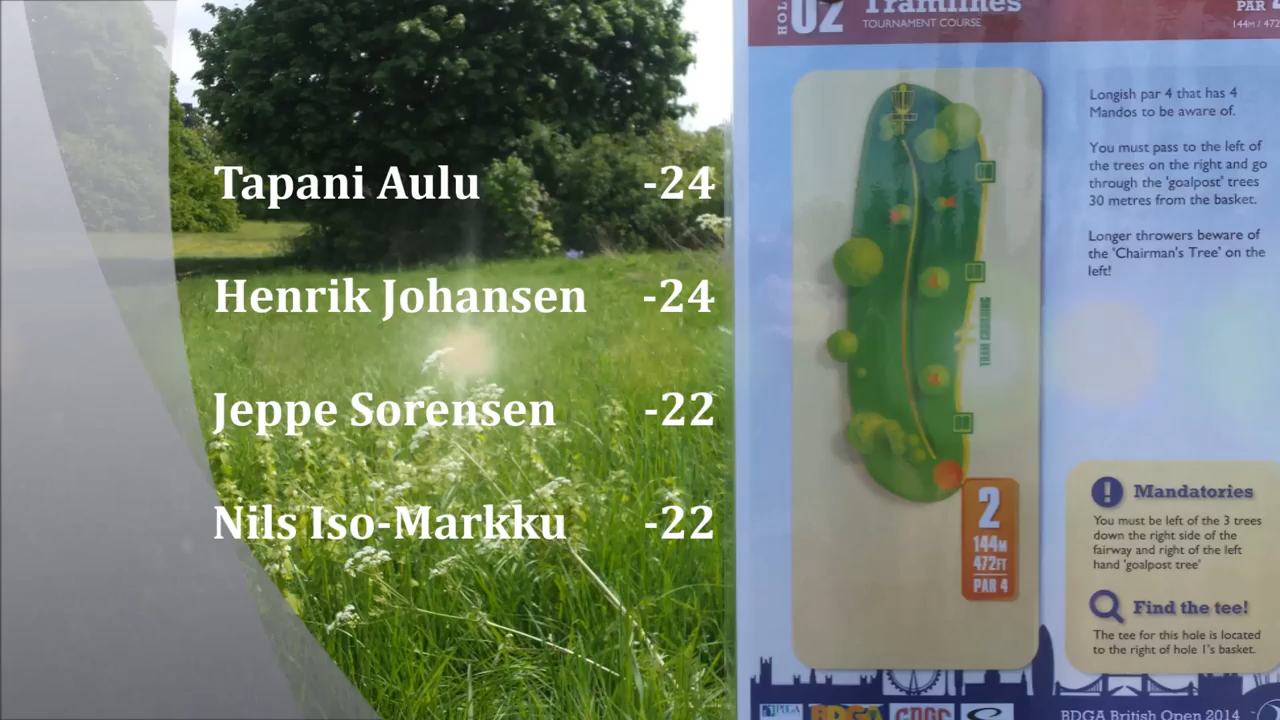 Tapani Aulu -24
Henrik Johansen -24
Jeppe Sorensen -22
Nils Iso-Markku -22
02
Tramlines
TOURNAMENT COURSE
PAR 4
144M / 472
Longish par 4 that has 4
Mandos to be aware of.
You must pass to the left of
the trees on the right and go
through the 'goalpost' trees
30 metres from the basket.
Longer throwers beware of
the 'Chairman's Tree' on the
left!
TRAM CROSSING
2
144M
472FT
PAR 4
Mandatories
You must be left of the 3 trees
down the right side of the
fairway and right of the left
hand 'goalpost tree'
Find the tee!
The tee for this hole is located
to the right of hole 1's basket.
BDGA
BDGA British Open 2014